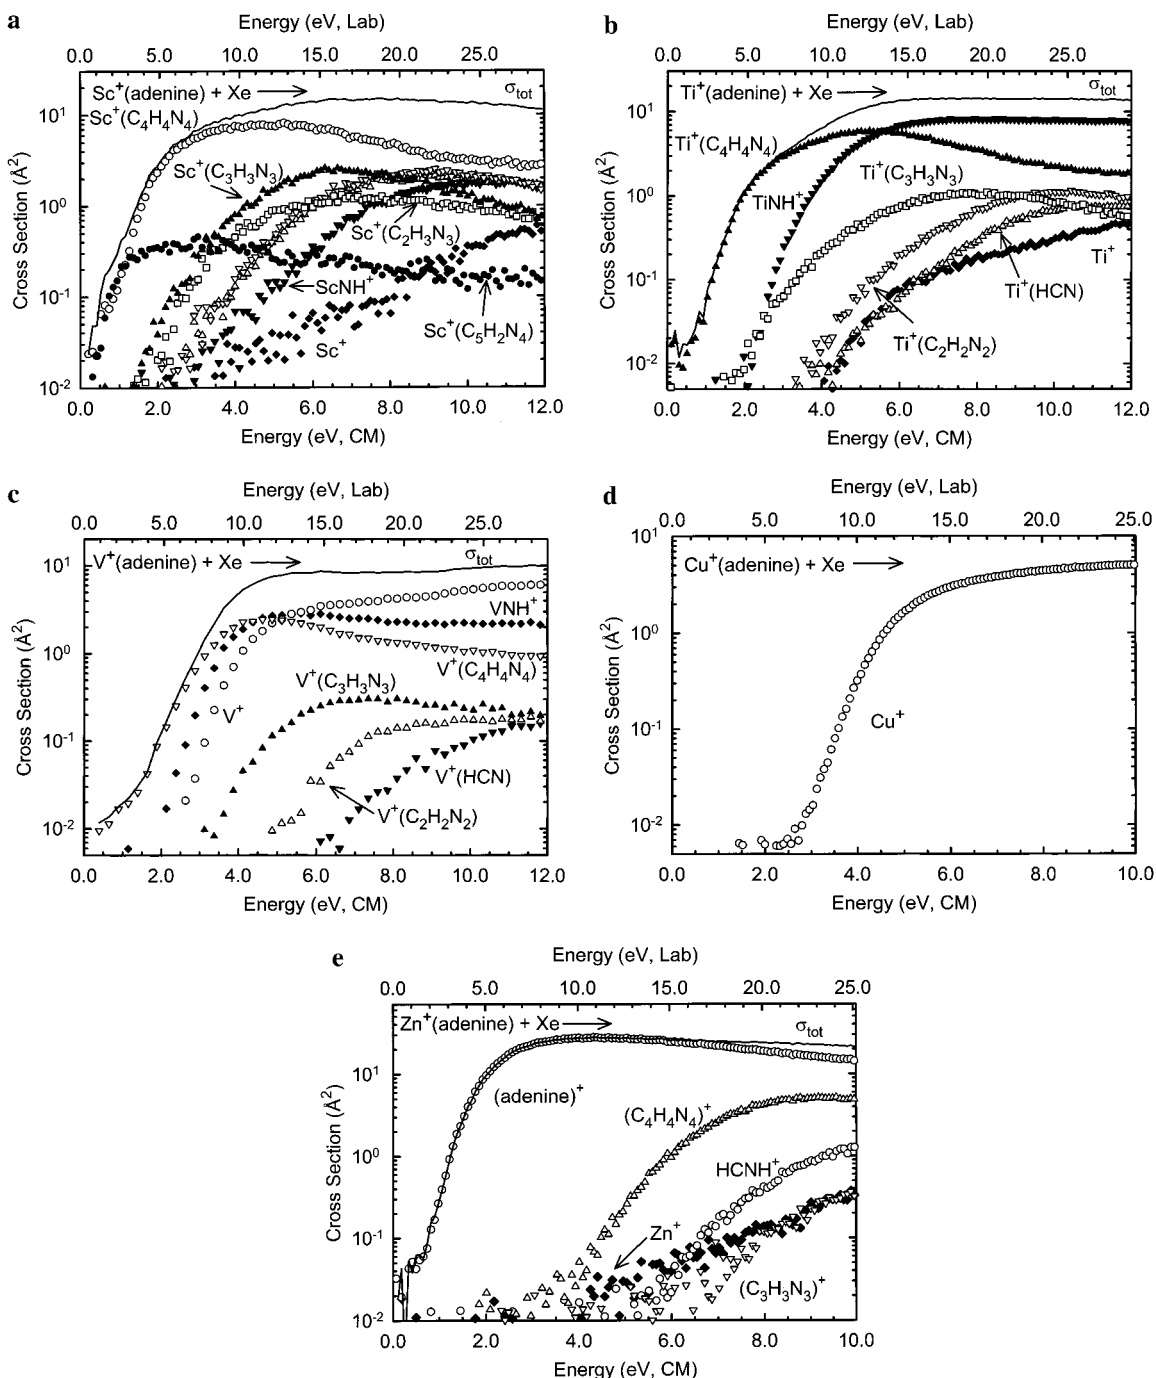 a
Energy (eV, Lab)
0.0 5.0 10.0 15.0 20.0 25.0
Sc⁺(adenine) + Xe
σtot
Sc⁺(C₄H₄N₄)
Sc⁺(C₃H₃N₃)
Sc⁺(C₂H₃N₃)
ScNH⁺
Sc⁺
Sc⁺(C₅H₂N₄)
Cross Section (Å²)
10¹
10⁰
10⁻¹
10⁻²
0.0 2.0 4.0 6.0 8.0 10.0 12.0
Energy (eV, CM)
b
Energy (eV, Lab)
0.0 5.0 10.0 15.0 20.0 25.0
Ti⁺(adenine) + Xe
σtot
Ti⁺(C₄H₄N₄)
Ti⁺(C₃H₃N₃)
TiNH⁺
Ti⁺
Ti⁺(HCN)
Ti⁺(C₂H₂N₂)
Cross Section (Å²)
10¹
10⁰
10⁻¹
10⁻²
0.0 2.0 4.0 6.0 8.0 10.0 12.0
Energy (eV, CM)
c
Energy (eV, Lab)
0.0 5.0 10.0 15.0 20.0 25.0
V⁺(adenine) + Xe
σtot
VNH⁺
V⁺(C₄H₄N₄)
V⁺(C₃H₃N₃)
V⁺
V⁺(HCN)
V⁺(C₂H₂N₂)
Cross Section (Å²)
10¹
10⁰
10⁻¹
10⁻²
0.0 2.0 4.0 6.0 8.0 10.0 12.0
Energy (eV, CM)
d
Energy (eV, Lab)
0.0 5.0 10.0 15.0 20.0 25.0
Cu⁺(adenine) + Xe
Cu⁺
Cross Section (Å²)
10¹
10⁰
10⁻¹
10⁻²
0.0 2.0 4.0 6.0 8.0 10.0
Energy (eV, CM)
e
Energy (eV, Lab)
0.0 5.0 10.0 15.0 20.0 25.0
Zn⁺(adenine) + Xe
σtot
(adenine)⁺
(C₄H₄N₄)⁺
HCNH⁺
Zn⁺
(C₃H₃N₃)⁺
Cross Section (Å²)
10¹
10⁰
10⁻¹
10⁻²
0.0 2.0 4.0 6.0 8.0 10.0
Energy (eV, CM)